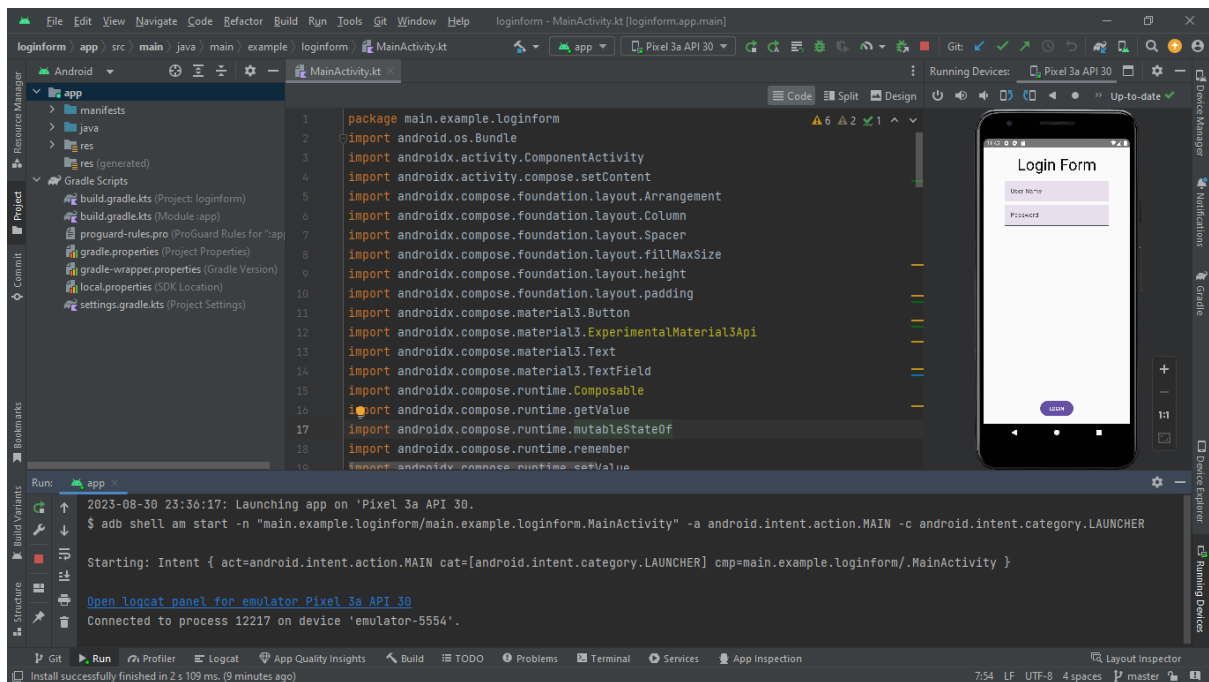 File Edit View Navigate Code Refactor Build Run Tools Git Window Help loginform - MainActivity.kt [loginform.app.main]
loginform app src main java main example loginform MainActivity.kt app Pixel 3a API 30 Git:
Android
MainActivity.kt
Running Devices: Pixel 3a API 30
Code Split Design
Up-to-date
app
manifests
java
res
res (generated)
Gradle Scripts
build.gradle.kts (Project: loginform)
build.gradle.kts (Module :app)
proguard-rules.pro (ProGuard Rules for ":app
gradle.properties (Project Properties)
gradle-wrapper.properties (Gradle Version)
local.properties (SDK Location)
settings.gradle.kts (Project Settings)
Resource Manager
Project
Commit
Bookmarks
Build Variants
Structure
6 2 1
1 package main.example.loginform
2 import android.os.Bundle
3 import androidx.activity.ComponentActivity
4 import androidx.activity.compose.setContent
5 import androidx.compose.foundation.layout.Arrangement
6 import androidx.compose.foundation.layout.Column
7 import androidx.compose.foundation.layout.Spacer
8 import androidx.compose.foundation.layout.fillMaxSize
9 import androidx.compose.foundation.layout.height
10 import androidx.compose.foundation.layout.padding
11 import androidx.compose.material3.Button
12 import androidx.compose.material3.ExperimentalMaterial3Api
13 import androidx.compose.material3.Text
14 import androidx.compose.material3.TextField
15 import androidx.compose.runtime.Composable
16 import androidx.compose.runtime.getValue
17 import androidx.compose.runtime.mutableStateOf
18 import androidx.compose.runtime.remember
19 import androidx.compose.runtime.setValue
Login Form
User Name
Password
LOGIN
1:1
Device Manager
Notifications
Gradle
Device Explorer
Running Devices
Run: app
2023-08-30 23:36:17: Launching app on 'Pixel 3a API 30.
$ adb shell am start -n "main.example.loginform/main.example.loginform.MainActivity" -a android.intent.action.MAIN -c android.intent.category.LAUNCHER
Starting: Intent { act=android.intent.action.MAIN cat=[android.intent.category.LAUNCHER] cmp=main.example.loginform/.MainActivity }
Open logcat panel for emulator Pixel 3a API 30
Connected to process 12217 on device 'emulator-5554'.
Git Run Profiler Logcat App Quality Insights Build TODO Problems Terminal Services App Inspection Layout Inspector
Install successfully finished in 2 s 109 ms. (9 minutes ago) 7:54 LF UTF-8 4 spaces master